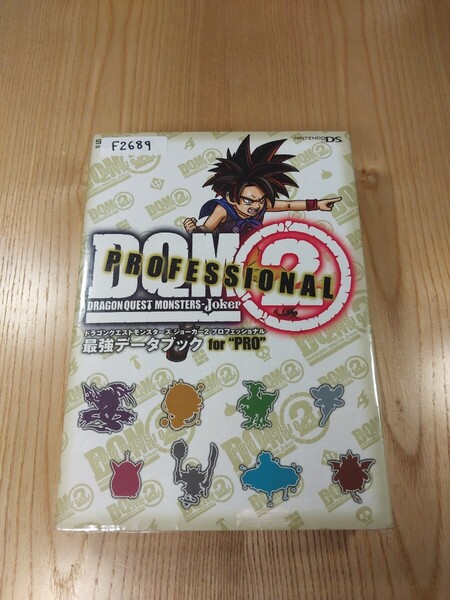 F2689
NINTENDO DS
DQM 2
PROFESSIONAL
DRAGON QUEST MONSTERS-Joker
ドラゴンクエストモンスターズ ジョーカー2 プロフェッショナル
最強データブック for "PRO"